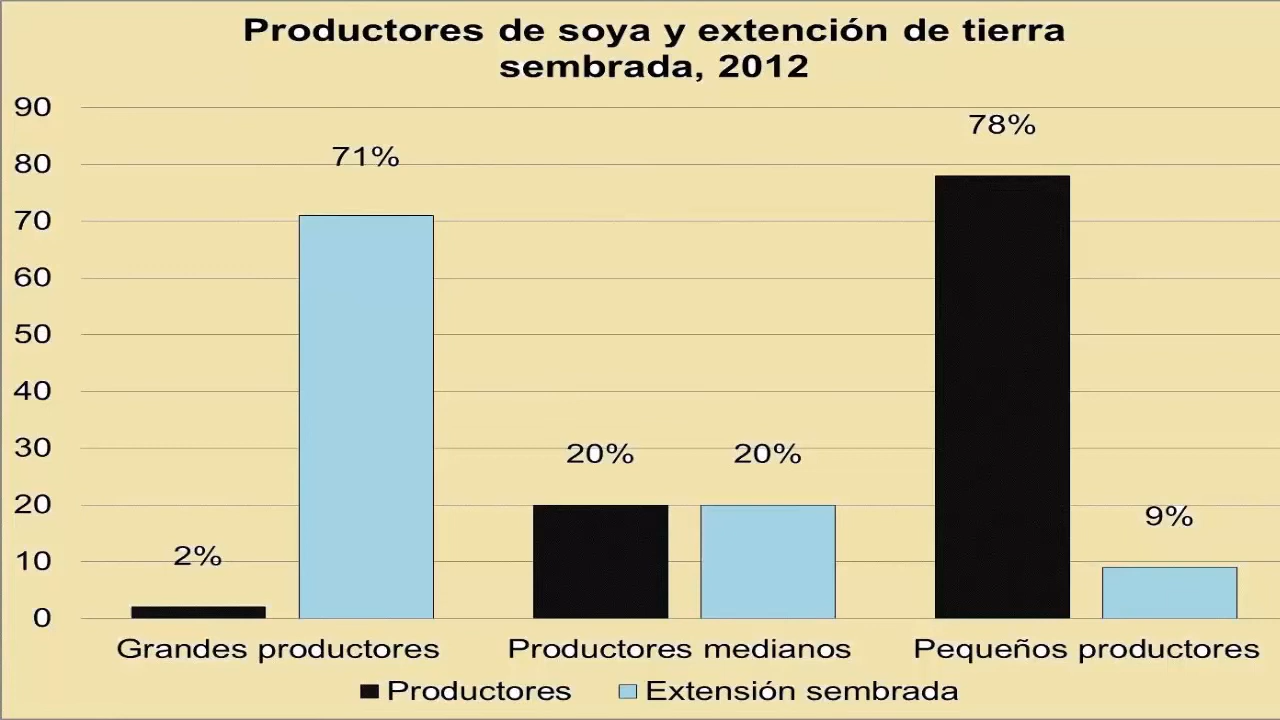 Productores de soya y extención de tierra
sembrada, 2012
90
80
70
60
50
40
30
20
10
0
2%
71%
20%
20%
78%
9%
Grandes productores
Productores medianos
Pequeños productores
Productores
Extensión sembrada